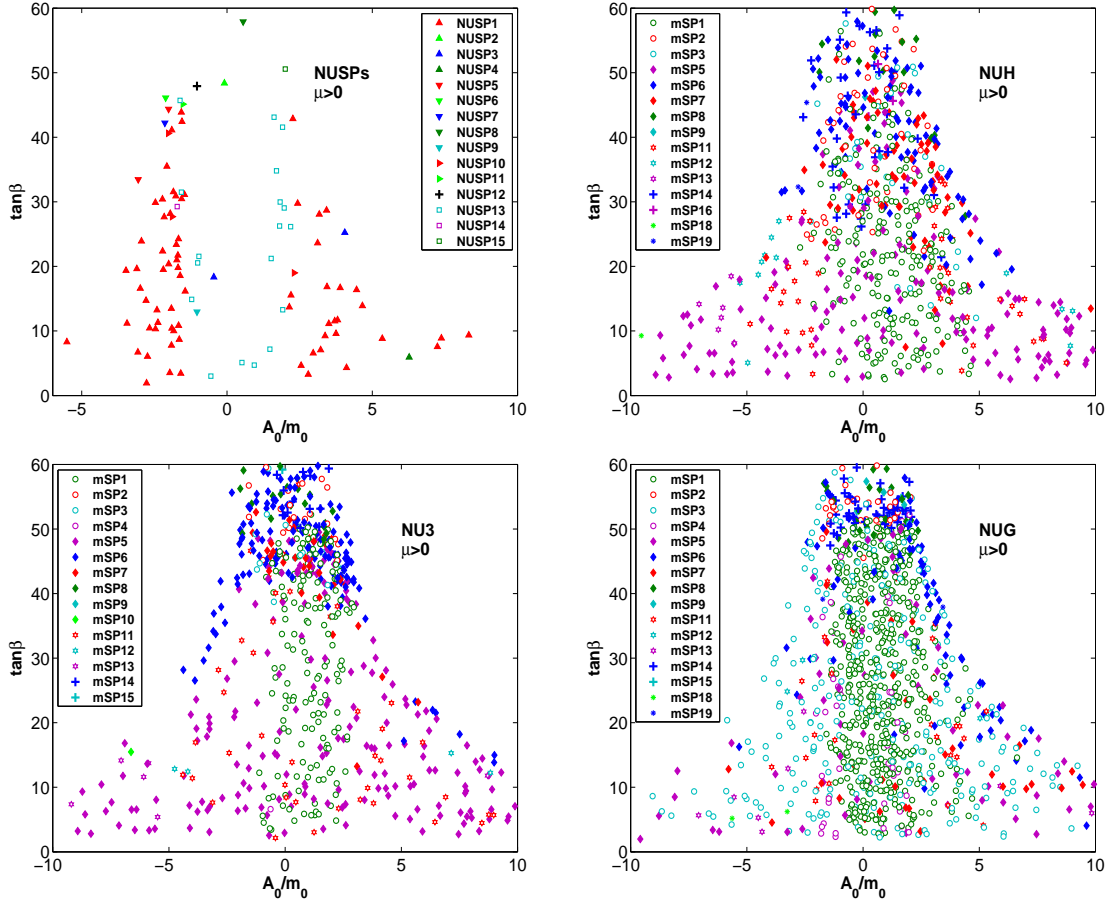 60
50
40
30
20
10
0
tanβ
−5
0
5
10
A₀/m₀
NUSPs
μ>0
NUSP1
NUSP2
NUSP3
NUSP4
NUSP5
NUSP6
NUSP7
NUSP8
NUSP9
NUSP10
NUSP11
NUSP12
NUSP13
NUSP14
NUSP15
60
50
40
30
20
10
0
tanβ
−10
−5
0
5
10
A₀/m₀
mSP1
mSP2
mSP3
mSP5
mSP6
mSP7
mSP8
mSP9
mSP11
mSP12
mSP13
mSP14
mSP16
mSP18
mSP19
NUH
μ>0
60
50
40
30
20
10
0
tanβ
−10
−5
0
5
10
A₀/m₀
mSP1
mSP2
mSP3
mSP4
mSP5
mSP6
mSP7
mSP8
mSP9
mSP10
mSP11
mSP12
mSP13
mSP14
mSP15
NU3
μ>0
60
50
40
30
20
10
0
tanβ
−10
−5
0
5
10
A₀/m₀
mSP1
mSP2
mSP3
mSP4
mSP5
mSP6
mSP7
mSP8
mSP9
mSP11
mSP12
mSP13
mSP14
mSP15
mSP18
mSP19
NUG
μ>0